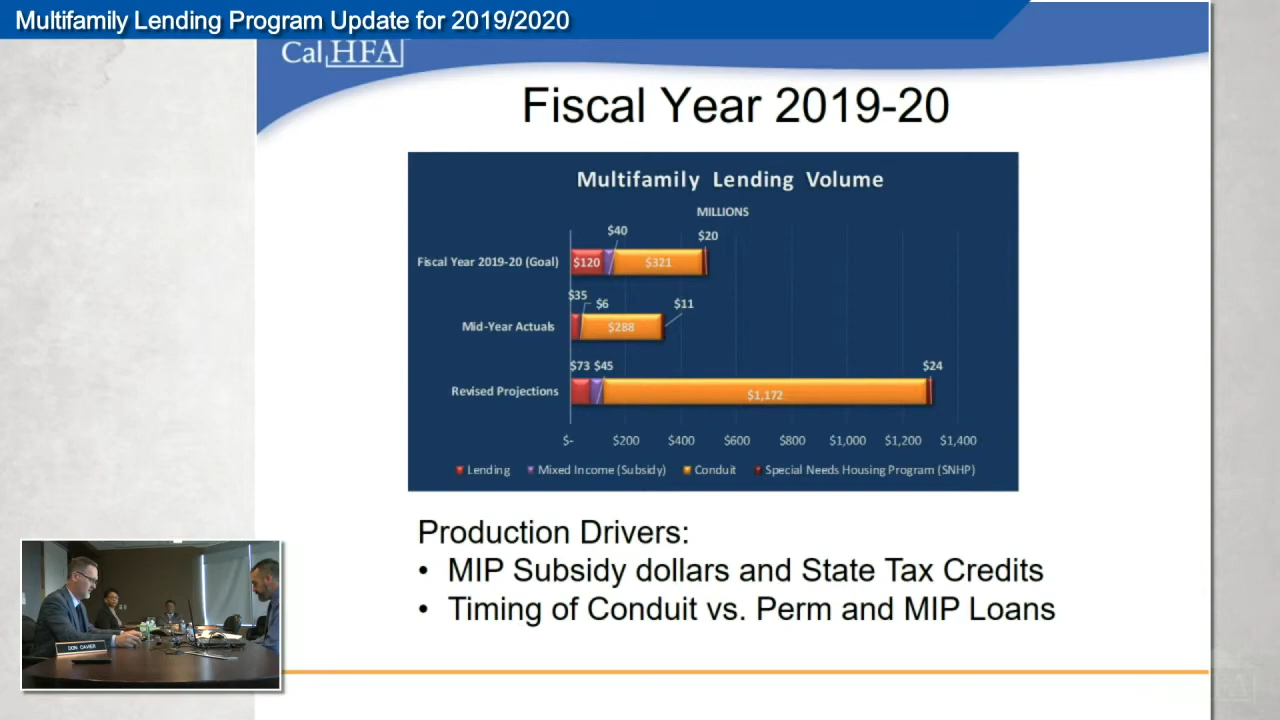 Multifamily Lending Program Update for 2019/2020
CalHFA
Fiscal Year 2019-20
Multifamily Lending Volume
MILLIONS
$40
$20
Fiscal Year 2019-20 (Goal)
$120
$321
$35
$6
$11
Mid-Year Actuals
$288
$73
$45
$24
Revised Projections
$1,172
$-
$200
$400
$600
$800
$1,000
$1,200
$1,400
Lending
Mixed Income (Subsidy)
Conduit
Special Needs Housing Program (SNHP)
Production Drivers:
• MIP Subsidy dollars and State Tax Credits
• Timing of Conduit vs. Perm and MIP Loans